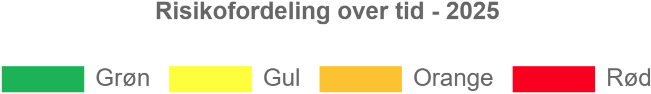 Risikofordeling over tid - 2025
Grøn Gul Orange Rød